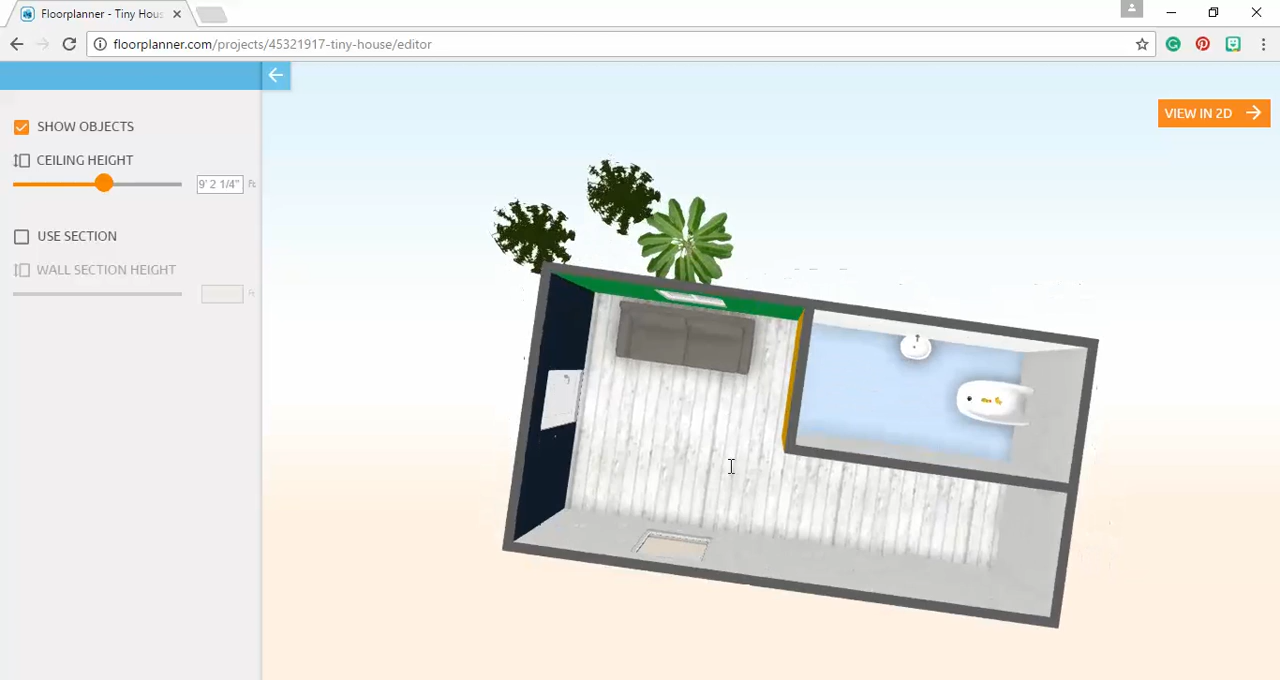 Floorplanner - Tiny Hous
floorplanner.com/projects/45321917-tiny-house/editor
SHOW OBJECTS
CEILING HEIGHT
9' 2 1/4" Ft
USE SECTION
WALL SECTION HEIGHT
Ft
VIEW IN 2D